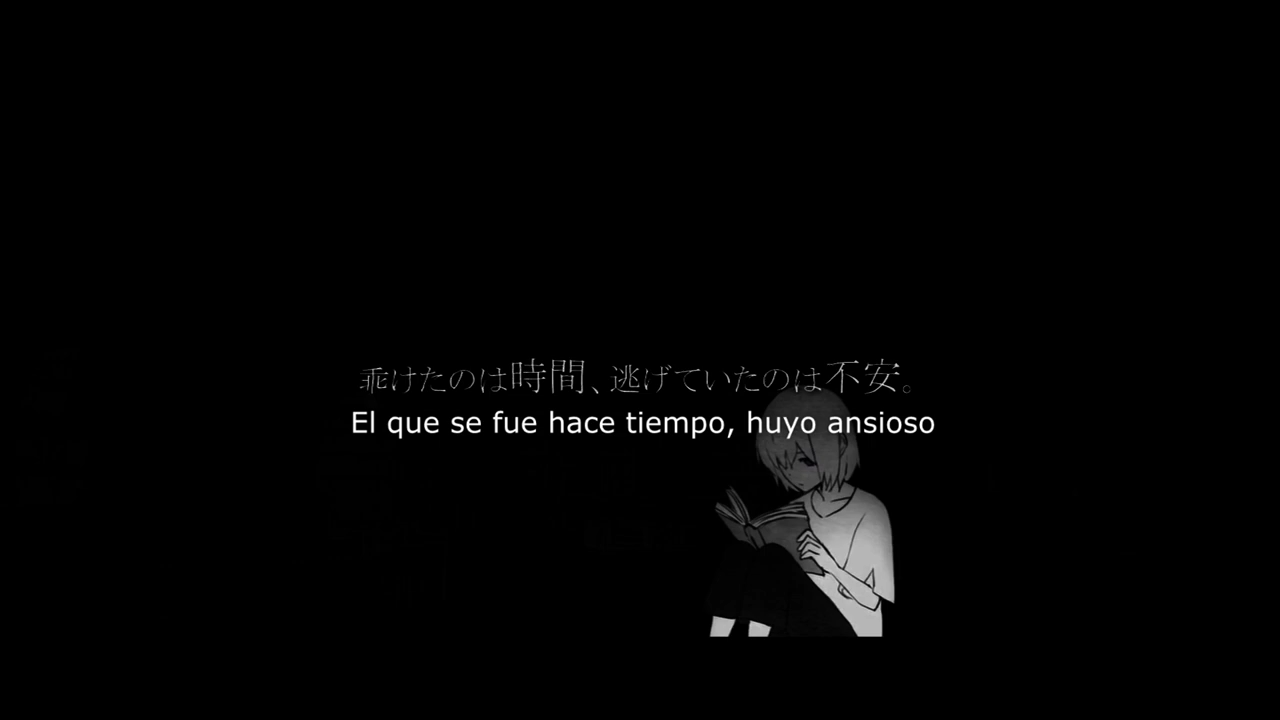 乖けたのは時間、逃げていたのは不安。
El que se fue hace tiempo, huyo ansioso